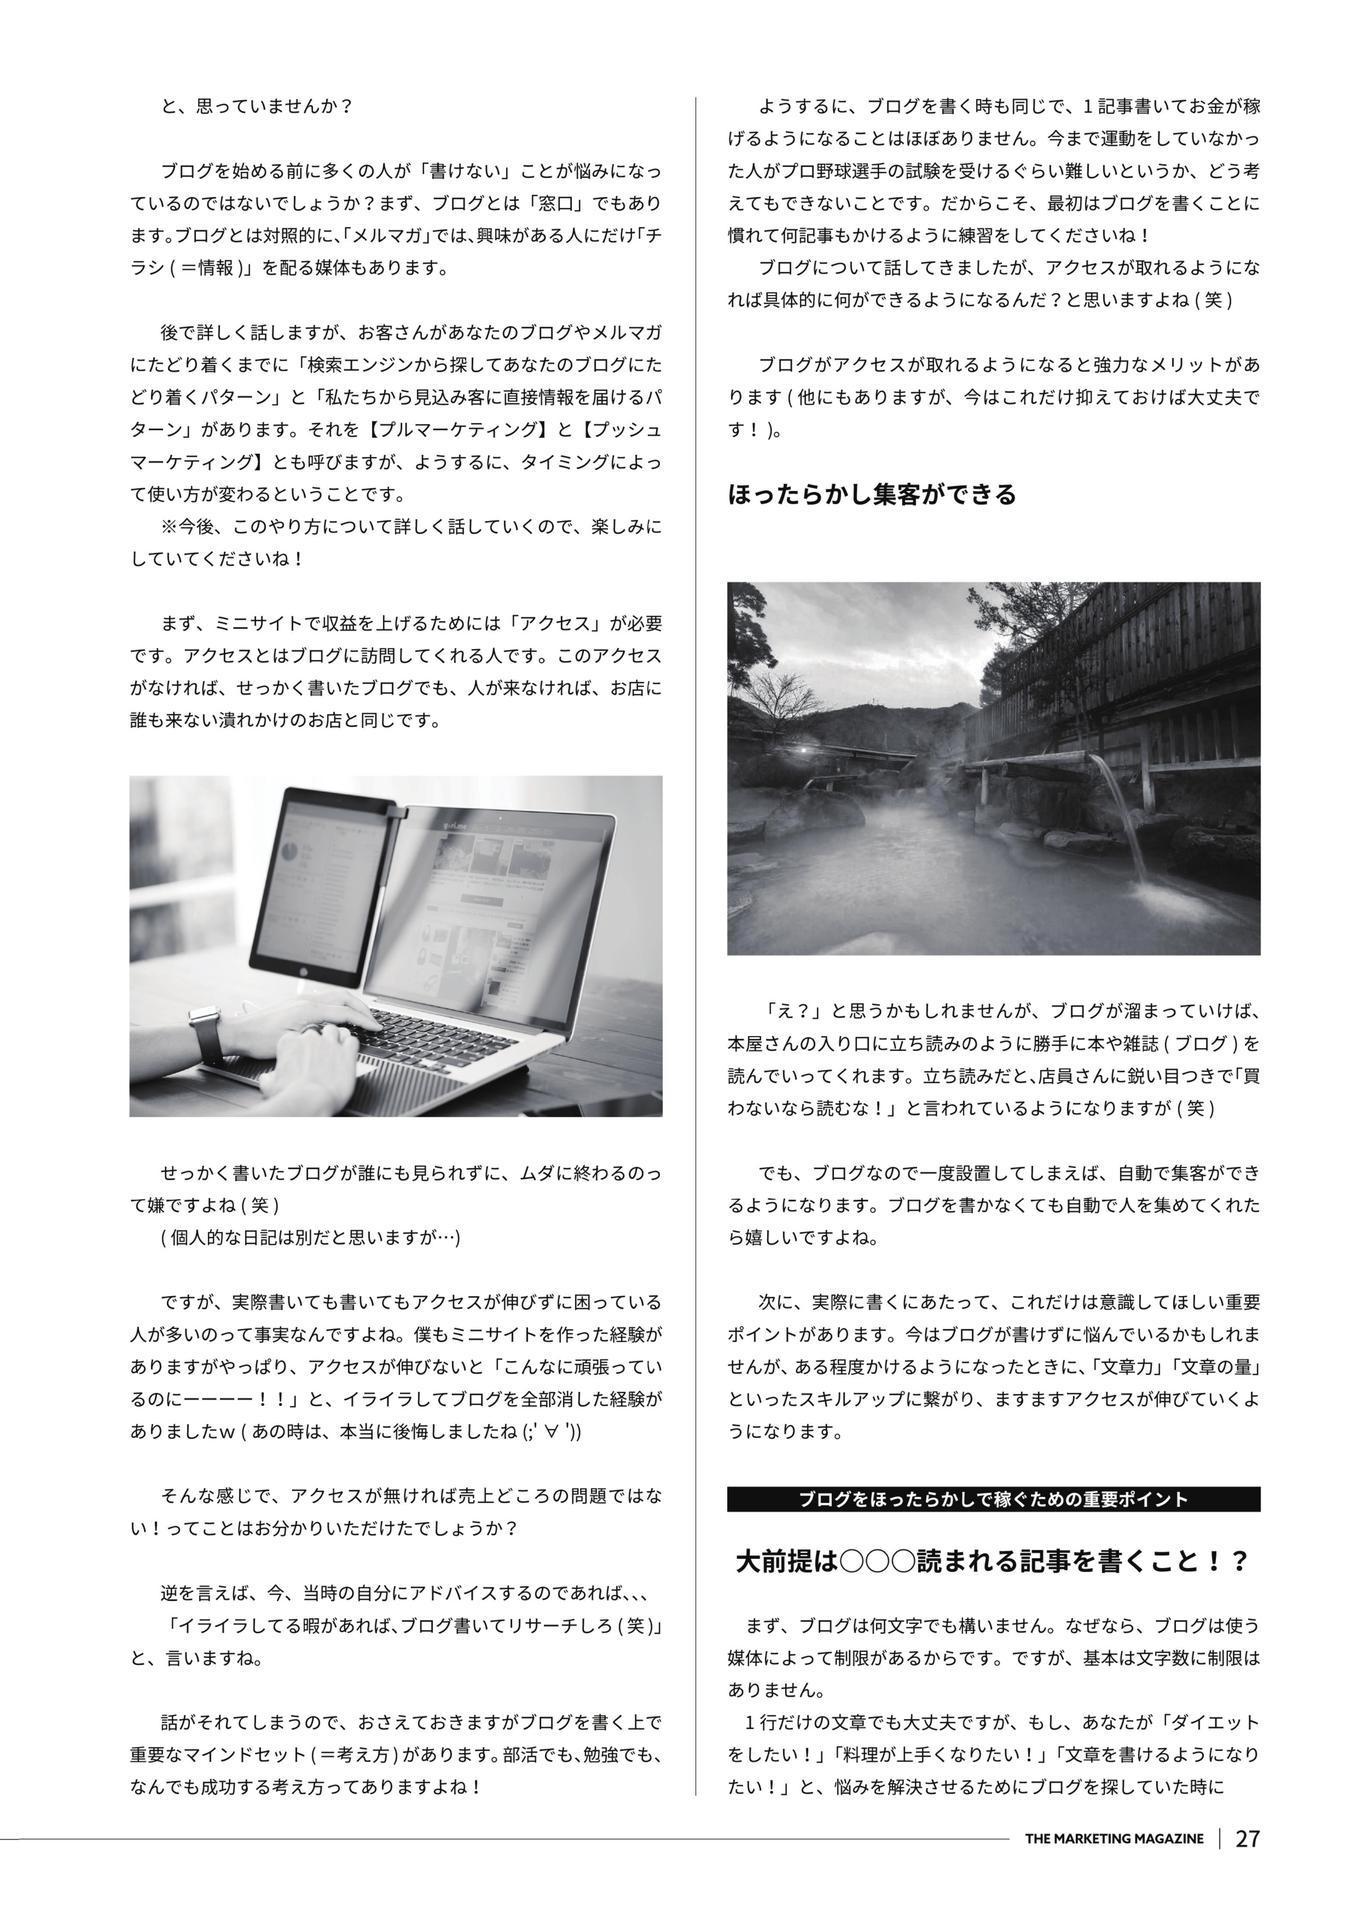 と、思っていませんか？
ブログを始める前に多くの人が「書けない」ことが悩みになっ
ているのではないでしょうか？まず、ブログとは「窓口」でもあり
ます。ブログとは対照的に、「メルマガ」では、興味がある人にだけ「チ
ラシ ( ＝情報 )」を配る媒体もあります。
後で詳しく話しますが、お客さんがあなたのブログやメルマガ
にたどり着くまでに「検索エンジンから探してあなたのブログにた
どり着くパターン」と「私たちから見込み客に直接情報を届けるパ
ターン」があります。それを【プルマーケティング】と【プッシュ
マーケティング】とも呼びますが、ようするに、タイミングによっ
て使い方が変わるということです。
※今後、このやり方について詳しく話していくので、楽しみに
していてくださいね！
まず、ミニサイトで収益を上げるためには「アクセス」が必要
です。アクセスとはブログに訪問してくれる人です。このアクセス
がなければ、せっかく書いたブログでも、人が来なければ、お店に
誰も来ない潰れかけのお店と同じです。
せっかく書いたブログが誰にも見られずに、ムダに終わるのっ
て嫌ですよね ( 笑 )
( 個人的な日記は別だと思いますが…)
ですが、実際書いても書いてもアクセスが伸びずに困っている
人が多いのって事実なんですよね。僕もミニサイトを作った経験が
ありますがやっぱり、アクセスが伸びないと「こんなに頑張ってい
るのにーーーー！！」と、イライラしてブログを全部消した経験が
ありましたｗ ( あの時は、本当に後悔しましたね (;' ∀ '))
そんな感じで、アクセスが無ければ売上どころの問題ではな
い！ってことはお分かりいただけたでしょうか？
逆を言えば、今、当時の自分にアドバイスするのであれば、、、
「イライラしてる暇があれば、ブログ書いてリサーチしろ ( 笑 )」
と、言いますね。
話がそれてしまうので、おさえておきますがブログを書く上で
重要なマインドセット ( ＝考え方 ) があります。部活でも、勉強でも、
なんでも成功する考え方ってありますよね！
ようするに、ブログを書く時も同じで、1 記事書いてお金が稼
げるようになることはほぼありません。今まで運動をしていなかっ
た人がプロ野球選手の試験を受けるぐらい難しいというか、どう考
えてもできないことです。だからこそ、最初はブログを書くことに
慣れて何記事もかけるように練習をしてくださいね！
ブログについて話してきましたが、アクセスが取れるようにな
れば具体的に何ができるようになるんだ？と思いますよね ( 笑 )
ブログがアクセスが取れるようになると強力なメリットがあ
ります ( 他にもありますが、今はこれだけ抑えておけば大丈夫で
す！ )。
ほったらかし集客ができる
「え？」と思うかもしれませんが、ブログが溜まっていけば、
本屋さんの入り口に立ち読みのように勝手に本や雑誌 ( ブログ ) を
読んでいってくれます。立ち読みだと、店員さんに鋭い目つきで「買
わないなら読むな！」と言われているようになりますが ( 笑 )
でも、ブログなので一度設置してしまえば、自動で集客ができ
るようになります。ブログを書かなくても自動で人を集めてくれた
ら嬉しいですよね。
次に、実際に書くにあたって、これだけは意識してほしい重要
ポイントがあります。今はブログが書けずに悩んでいるかもしれま
せんが、ある程度かけるようになったときに、「文章力」「文章の量」
といったスキルアップに繋がり、ますますアクセスが伸びていくよ
うになります。
ブログをほったらかしで稼ぐための重要ポイント
大前提は○○○読まれる記事を書くこと！？
まず、ブログは何文字でも構いません。なぜなら、ブログは使う
媒体によって制限があるからです。ですが、基本は文字数に制限は
ありません。
1 行だけの文章でも大丈夫ですが、もし、あなたが「ダイエット
をしたい！」「料理が上手くなりたい！」「文章を書けるようになり
たい！」と、悩みを解決させるためにブログを探していた時に
THE MARKETING MAGAZINE 27